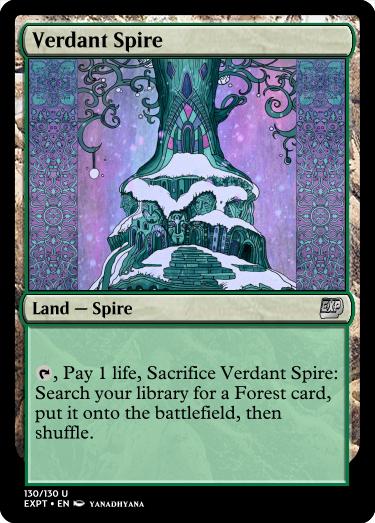 Verdant Spire
Land — Spire
EXP
, Pay 1 life, Sacrifice Verdant Spire:
Search your library for a Forest card,
put it onto the battlefield, then
shuffle.
130/130 U
EXPT • EN YANADHYANA